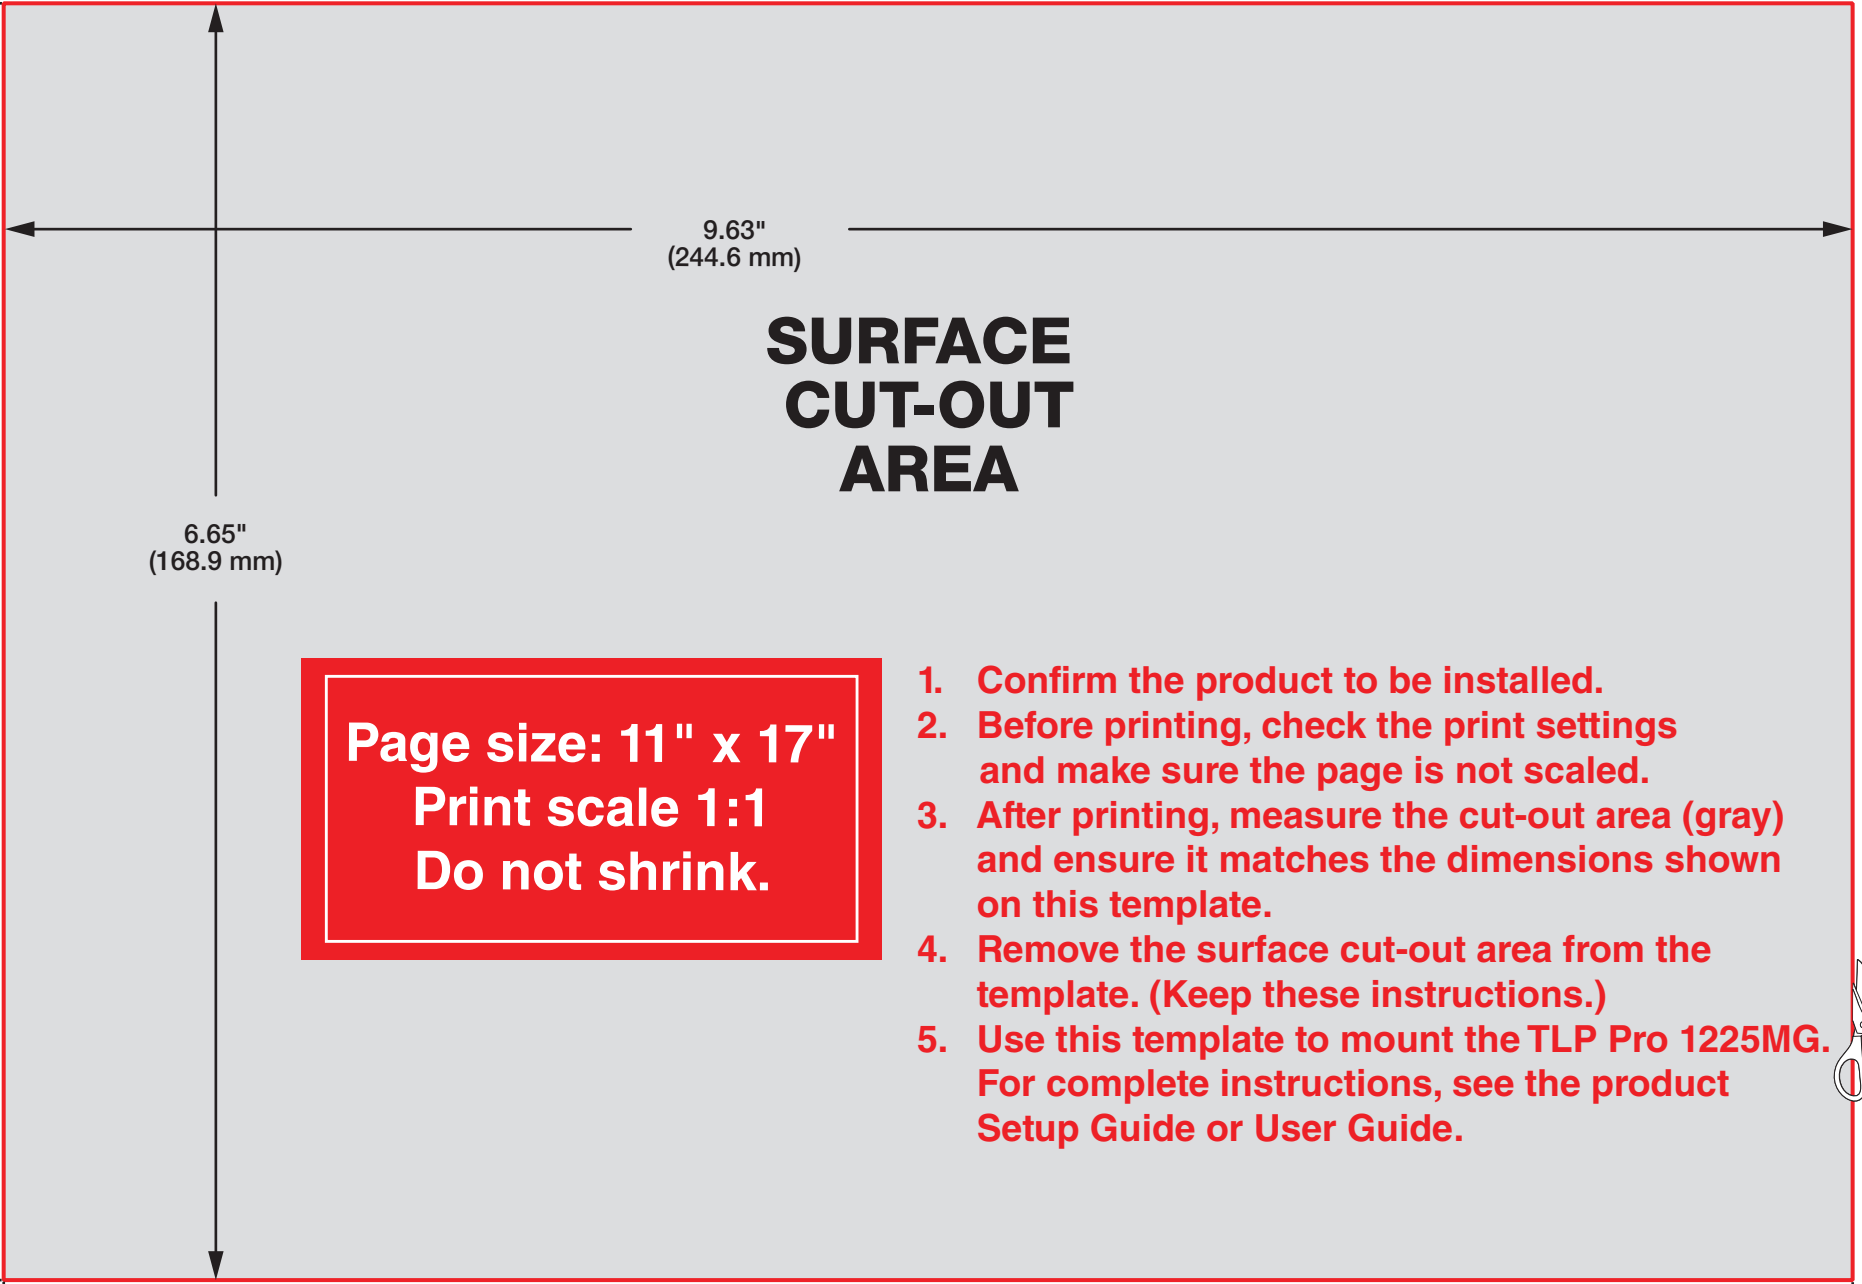 9.63"
(244.6 mm)
SURFACE
CUT-OUT
AREA
6.65"
(168.9 mm)
Page size: 11" x 17"
Print scale 1:1
Do not shrink.
1. Confirm the product to be installed.
2. Before printing, check the print settings
and make sure the page is not scaled.
3. After printing, measure the cut-out area (gray)
and ensure it matches the dimensions shown
on this template.
4. Remove the surface cut-out area from the
template. (Keep these instructions.)
5. Use this template to mount the TLP Pro 1225MG.
For complete instructions, see the product
Setup Guide or User Guide.